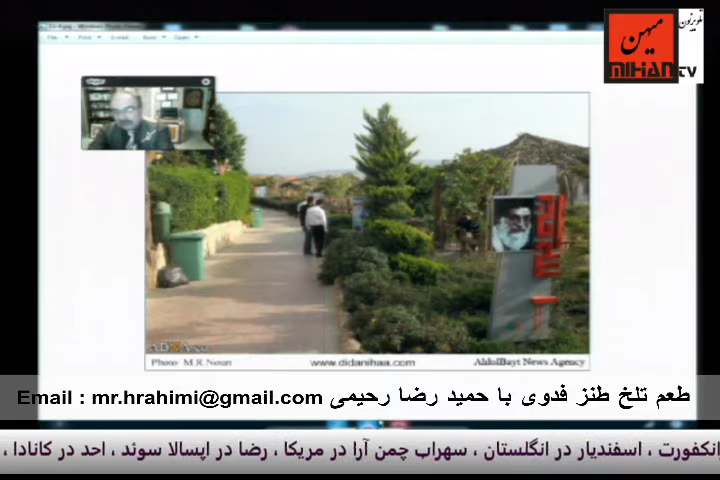 تلویزیون
میهن
MIHAN TV
Photo: M.R.Nouri
www.didanihaa.com
AhlulBayt News Agency
طعم تلخ طنز فدوی با حمید رضا رحیمی Email : mr.hrahimi@gmail.com
انکفورت ، اسفندیار در انگلستان ، سهراب چمن آرا در مریکا ، رضا در اپسالا سوئد ، احد در کانادا ،